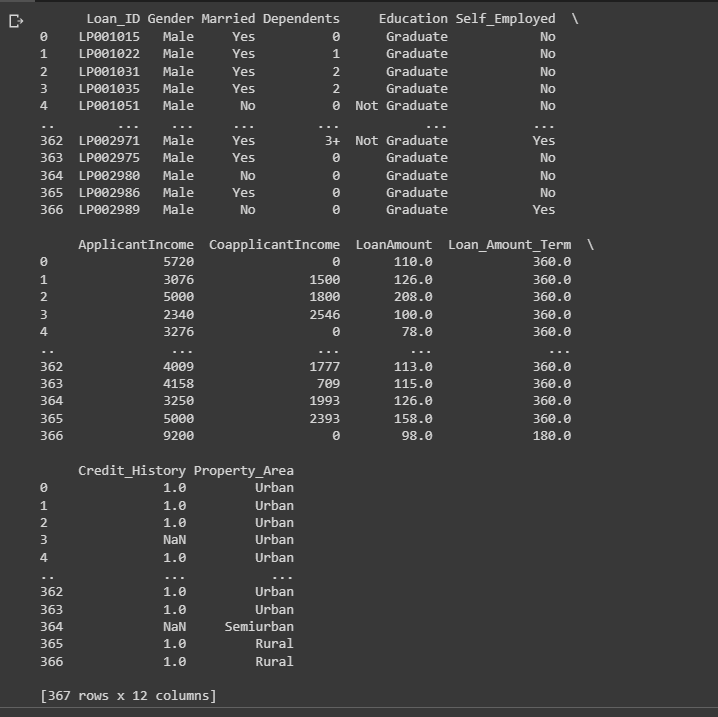 Loan_ID Gender Married Dependents Education Self_Employed \
0 LP001015 Male Yes 0 Graduate No
1 LP001022 Male Yes 1 Graduate No
2 LP001031 Male Yes 2 Graduate No
3 LP001035 Male Yes 2 Graduate No
4 LP001051 Male No 0 Not Graduate No
.. ... ... ... ... ... ...
362 LP002971 Male Yes 3+ Not Graduate Yes
363 LP002975 Male Yes 0 Graduate No
364 LP002980 Male No 0 Graduate No
365 LP002986 Male Yes 0 Graduate No
366 LP002989 Male No 0 Graduate Yes
ApplicantIncome CoapplicantIncome LoanAmount Loan_Amount_Term \
0 5720 0 110.0 360.0
1 3076 1500 126.0 360.0
2 5000 1800 208.0 360.0
3 2340 2546 100.0 360.0
4 3276 0 78.0 360.0
.. ... ... ... ...
362 4009 1777 113.0 360.0
363 4158 709 115.0 360.0
364 3250 1993 126.0 360.0
365 5000 2393 158.0 360.0
366 9200 0 98.0 180.0
Credit_History Property_Area
0 1.0 Urban
1 1.0 Urban
2 1.0 Urban
3 NaN Urban
4 1.0 Urban
.. ... ...
362 1.0 Urban
363 1.0 Urban
364 NaN Semiurban
365 1.0 Rural
366 1.0 Rural
[367 rows x 12 columns]